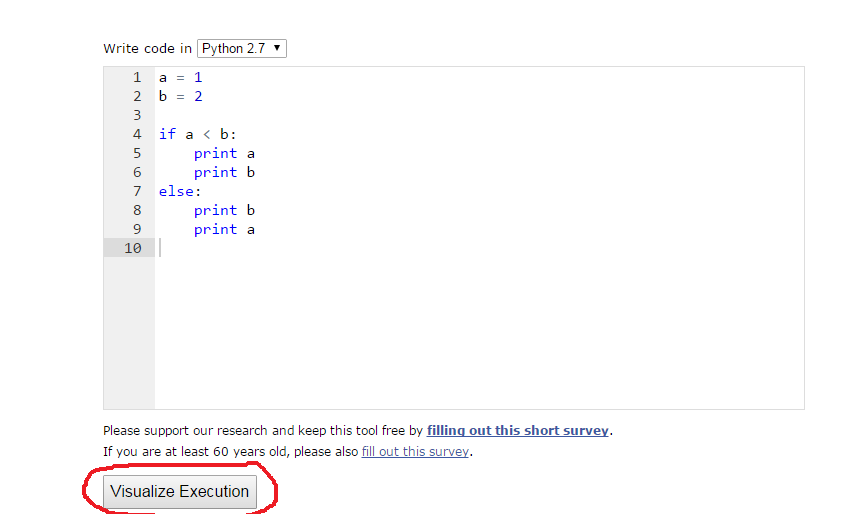 Write code in Python 2.7 ▼
1 a = 1
2 b = 2
3
4 if a < b:
5     print a
6     print b
7 else:
8     print b
9     print a
10
Please support our research and keep this tool free by filling out this short survey.
If you are at least 60 years old, please also fill out this survey.
Visualize Execution